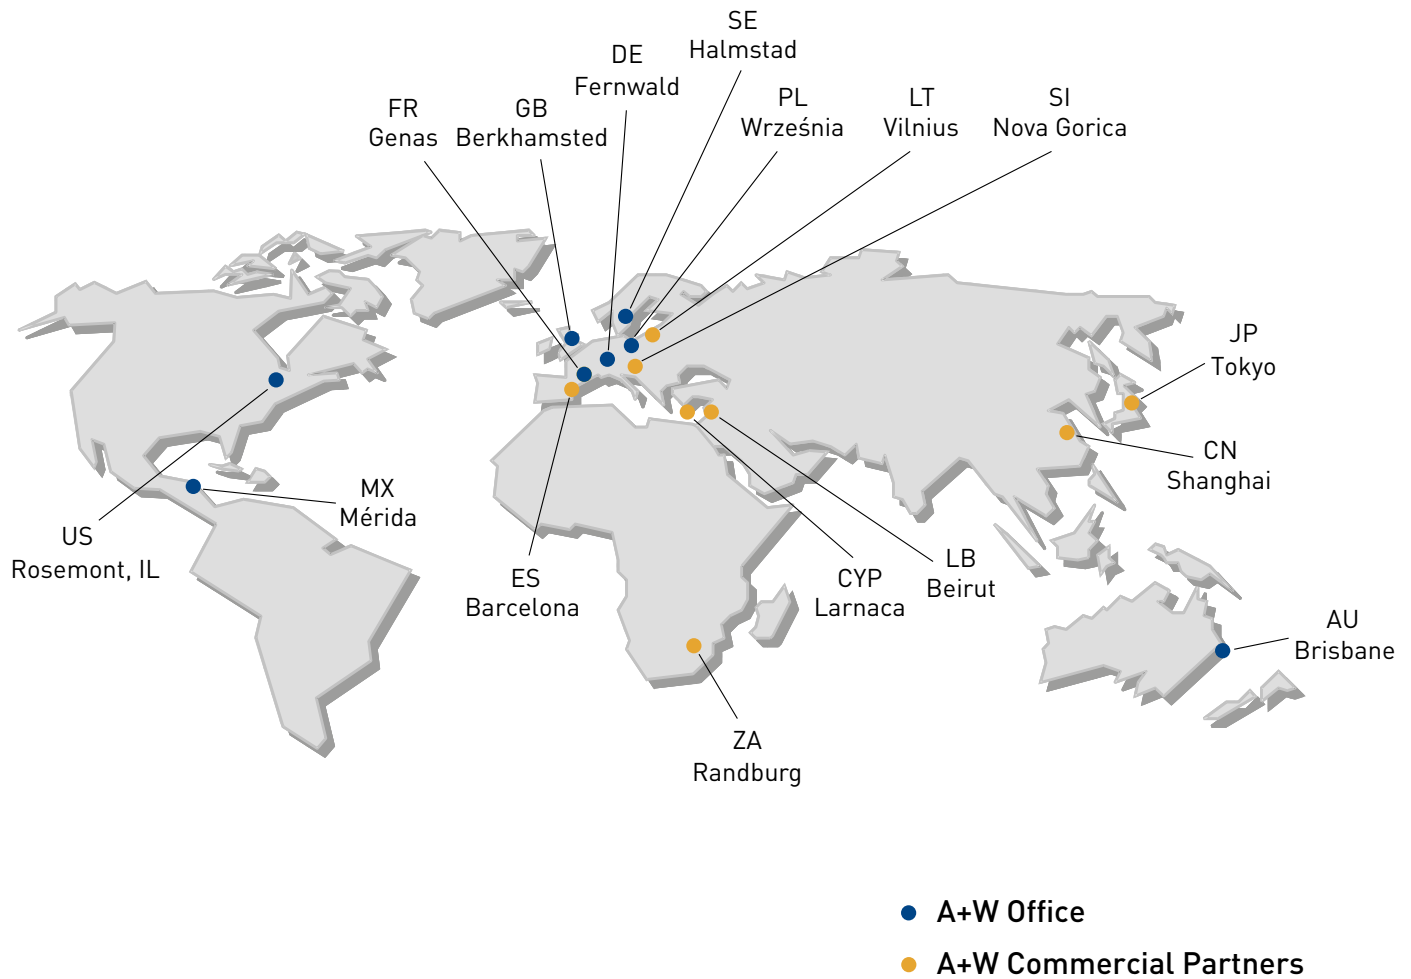 SE
Halmstad
DE
Fernwald
FR
Genas
GB
Berkhamsted
PL
Września
LT
Vilnius
SI
Nova Gorica
JP
Tokyo
CN
Shanghai
MX
Mérida
US
Rosemont, IL
ES
Barcelona
CYP
Larnaca
LB
Beirut
AU
Brisbane
ZA
Randburg
A+W Office
A+W Commercial Partners